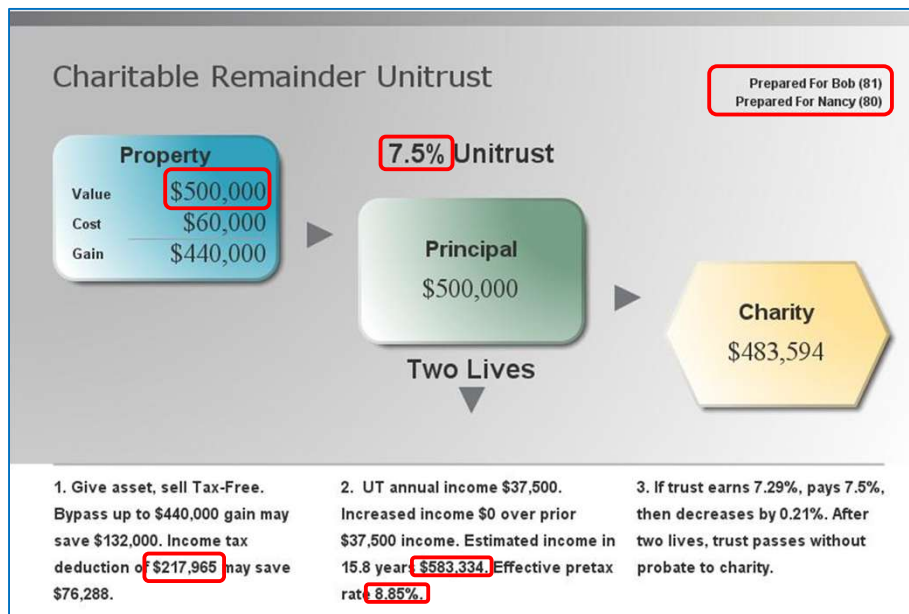 Charitable Remainder Unitrust
Prepared For Bob (81)
Prepared For Nancy (80)
Property
Value $500,000
Cost $60,000
Gain $440,000
7.5% Unitrust
Principal
$500,000
Two Lives
Charity
$483,594
1. Give asset, sell Tax-Free.
Bypass up to $440,000 gain may
save $132,000. Income tax
deduction of $217,965 may save
$76,288.
2. UT annual income $37,500.
Increased income $0 over prior
$37,500 income. Estimated income in
15.8 years $583,334. Effective pretax
rate 8.85%.
3. If trust earns 7.29%, pays 7.5%,
then decreases by 0.21%. After
two lives, trust passes without
probate to charity.